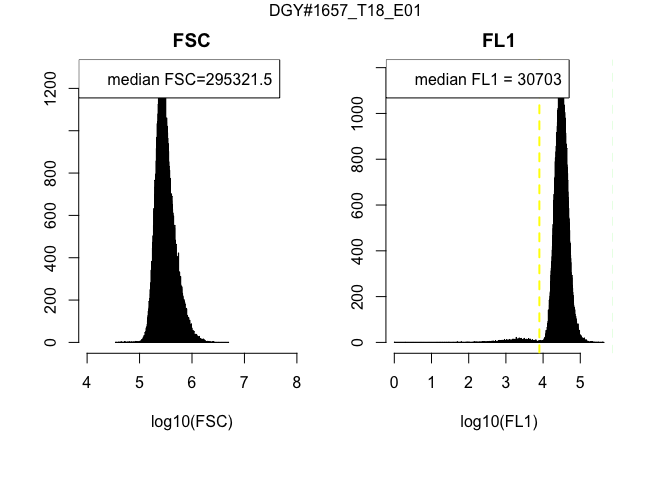 DGY#1657_T18_E01
FSC
median FSC=295321.5
0 200 400 600 800 1200
4 5 6 7 8
log10(FSC)
FL1
median FL1 = 30703
0 200 400 600 800 1000
0 1 2 3 4 5
log10(FL1)